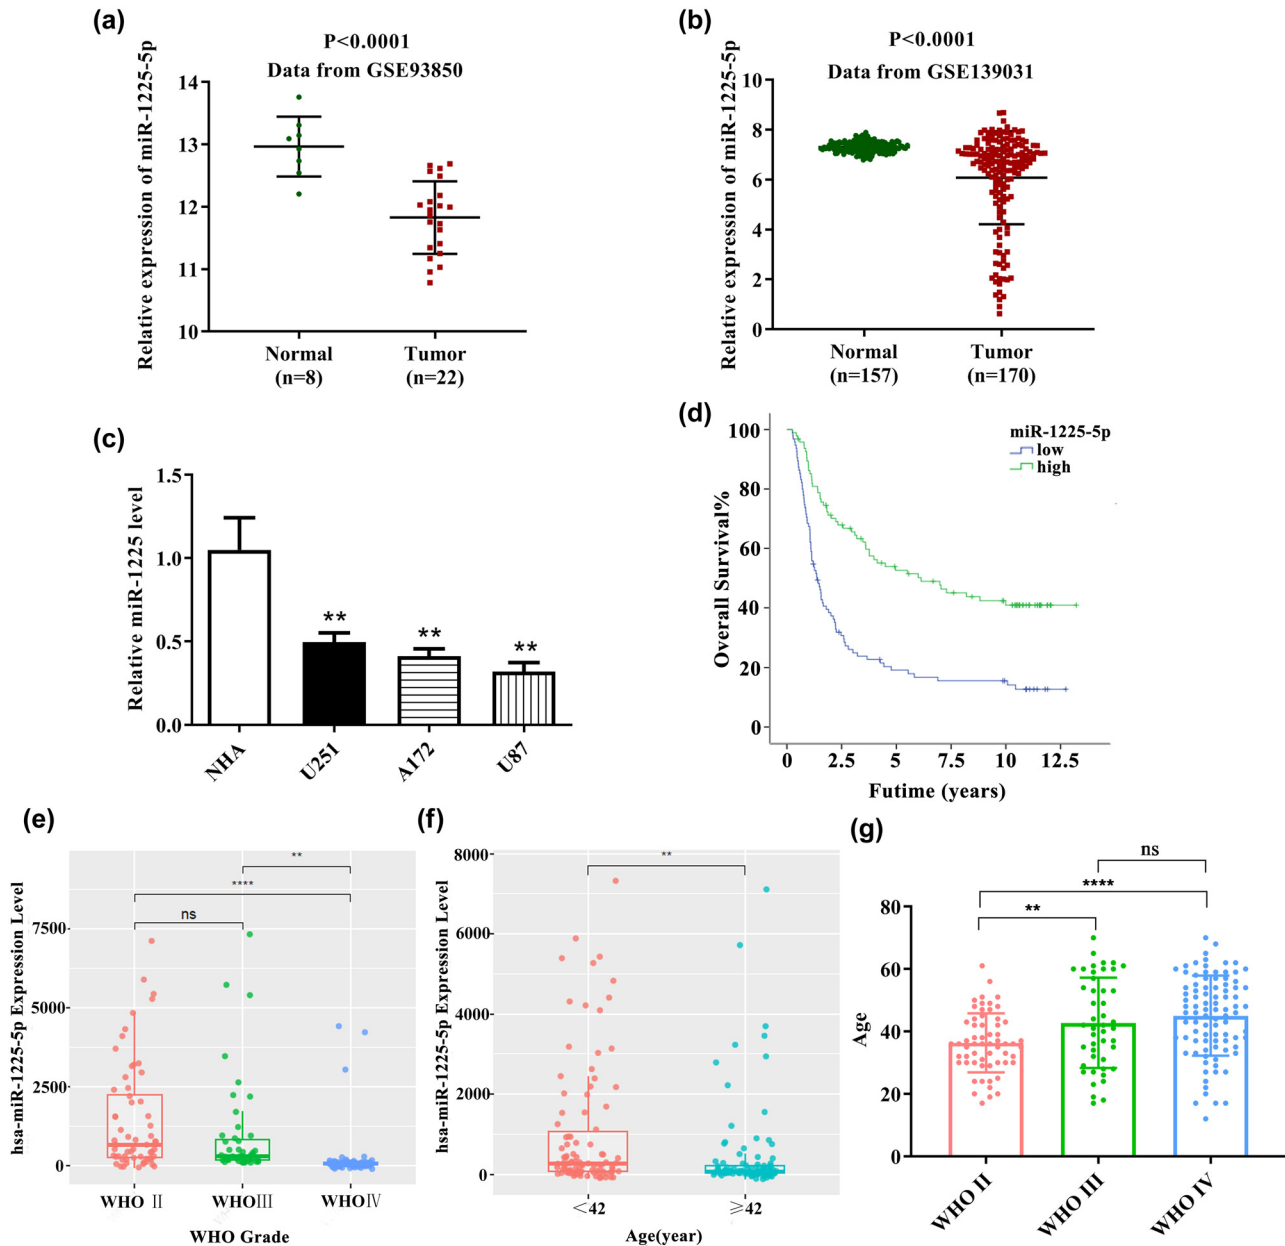 (a)
P<0.0001
Data from GSE93850
Relative expression of miR-1225-5p
14
13
12
11
10
Normal
(n=8)
Tumor
(n=22)
(b)
P<0.0001
Data from GSE139031
Relative expression of miR-1225-5p
10
8
6
4
2
0
Normal
(n=157)
Tumor
(n=170)
(c)
Relative miR-1225 level
1.5
1.0
0.5
0.0
**
**
**
NHA
U251
A172
U87
(d)
miR-1225-5p
low
high
Overall Survival%
100
80
60
40
20
0
0
2.5
5
7.5
10
12.5
Futime (years)
(e)
hsa-miR-1225-5p Expression Level
7500
5000
2500
0
**
****
ns
WHO Ⅱ
WHOⅢ
WHOⅣ
WHO Grade
(f)
hsa-miR-1225-5p Expression Level
8000
6000
4000
2000
0
**
<42
≥42
Age(year)
(g)
Age
80
60
40
20
0
ns
****
**
WHO II
WHO III
WHO IV